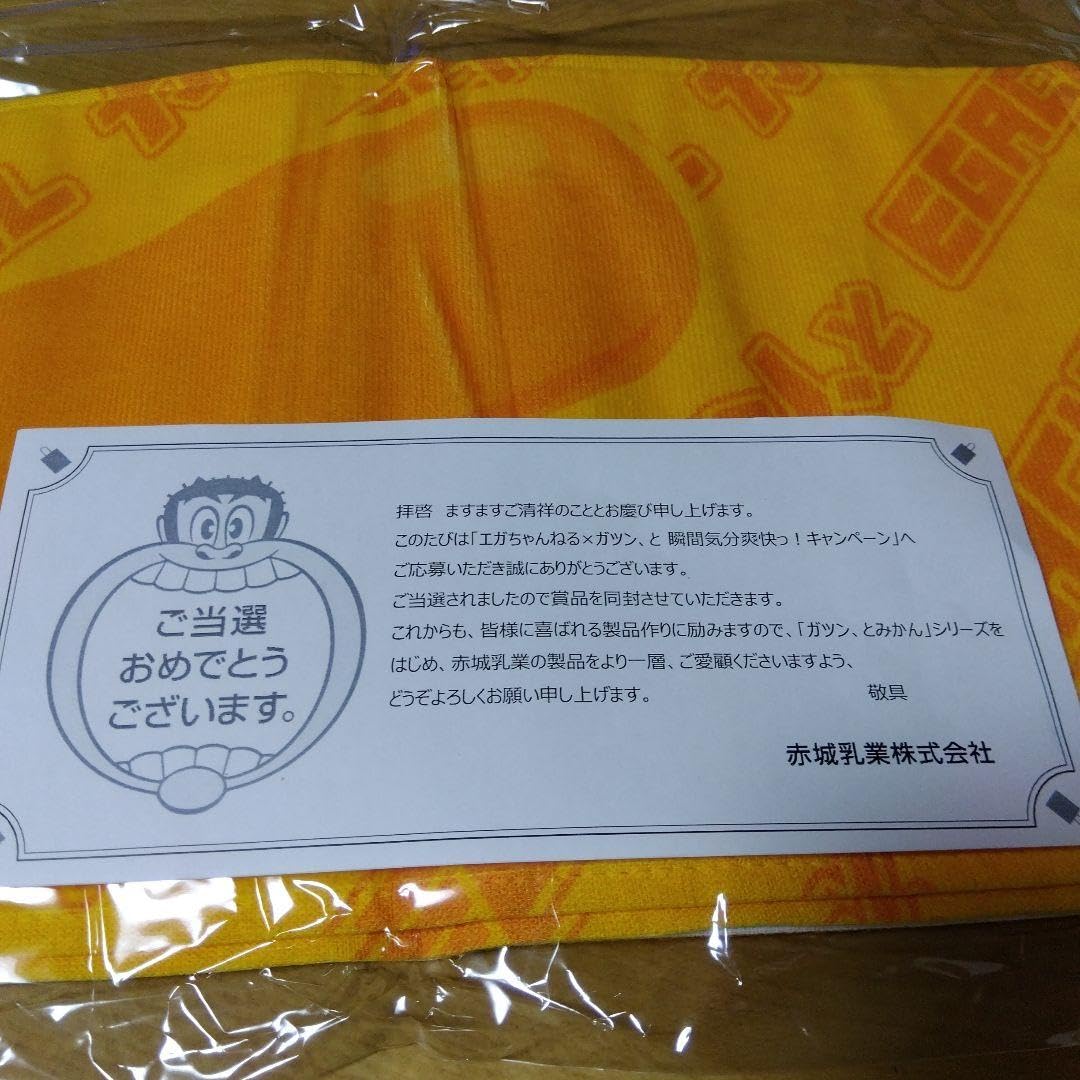 EGA
ご当選
おめでとう
ございます。
拝啓 ますますご清祥のこととお慶び申し上げます。
このたびは「エガちゃんねる×ガツン、と 瞬間気分爽快っ！キャンペーン」へ
ご応募いただき誠にありがとうございます。
ご当選されましたので賞品を同封させていただきます。
これからも、皆様に喜ばれる製品作りに励みますので、「ガツン、とみかん」シリーズを
はじめ、赤城乳業の製品をより一層、ご愛顧くださいますよう、
どうぞよろしくお願い申し上げます。 敬具
赤城乳業株式会社